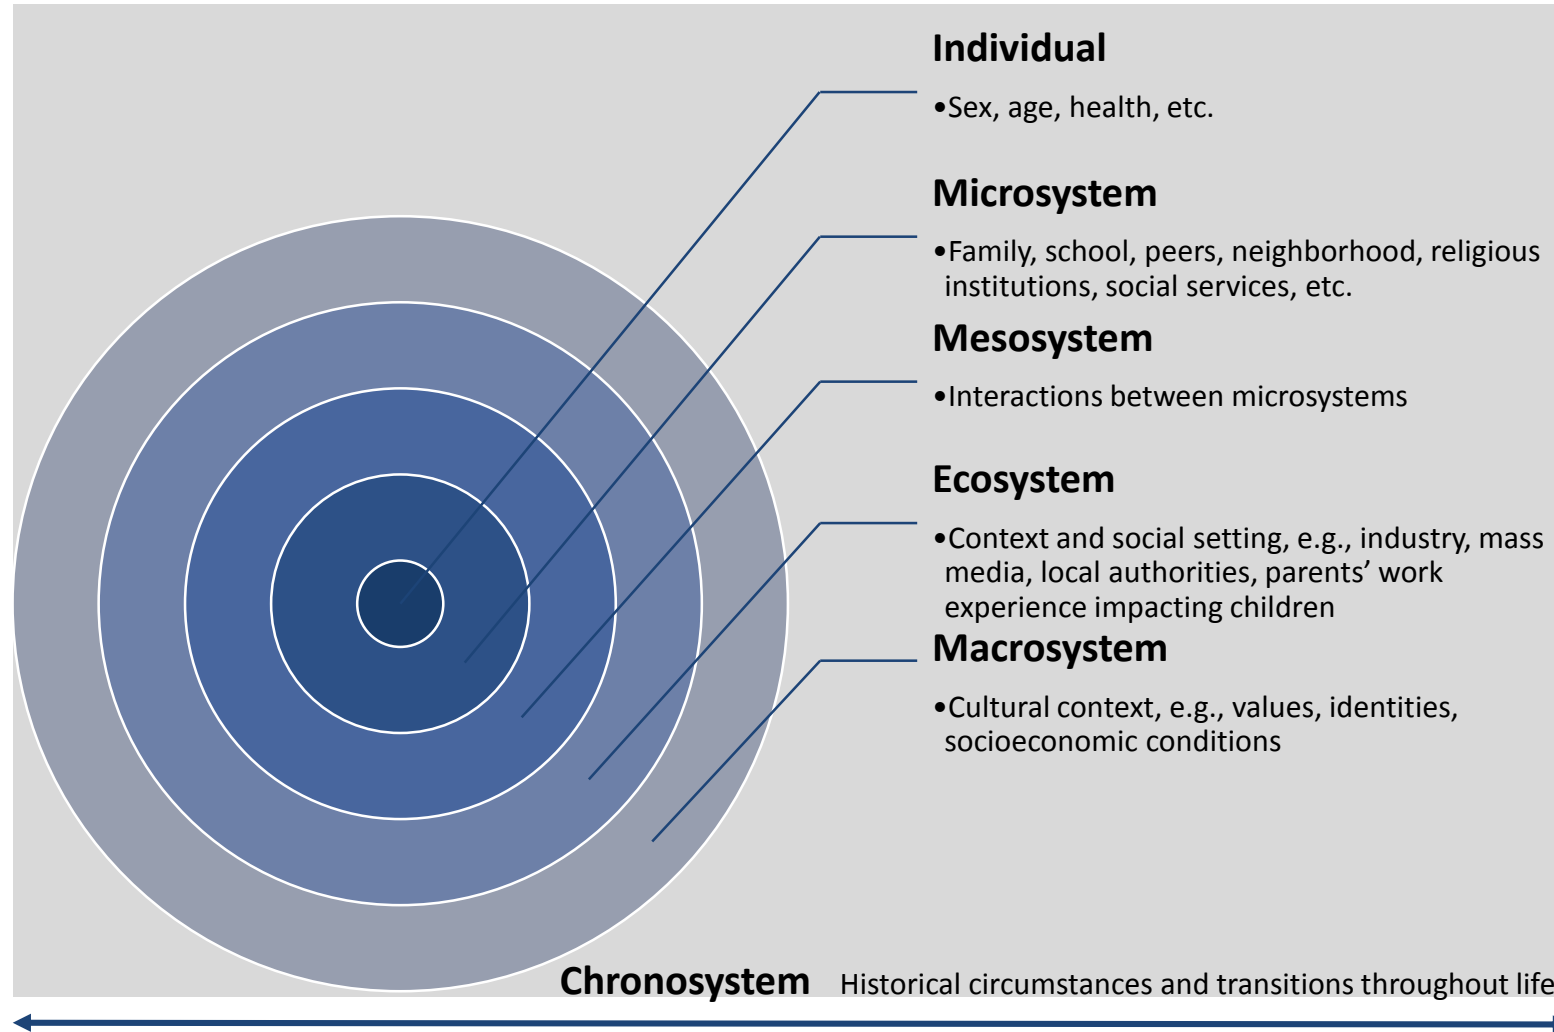 Individual
•Sex, age, health, etc.
Microsystem
•Family, school, peers, neighborhood, religious
institutions, social services, etc.
Mesosystem
•Interactions between microsystems
Ecosystem
•Context and social setting, e.g., industry, mass
media, local authorities, parents’ work
experience impacting children
Macrosystem
•Cultural context, e.g., values, identities,
socioeconomic conditions
Chronosystem Historical circumstances and transitions throughout life